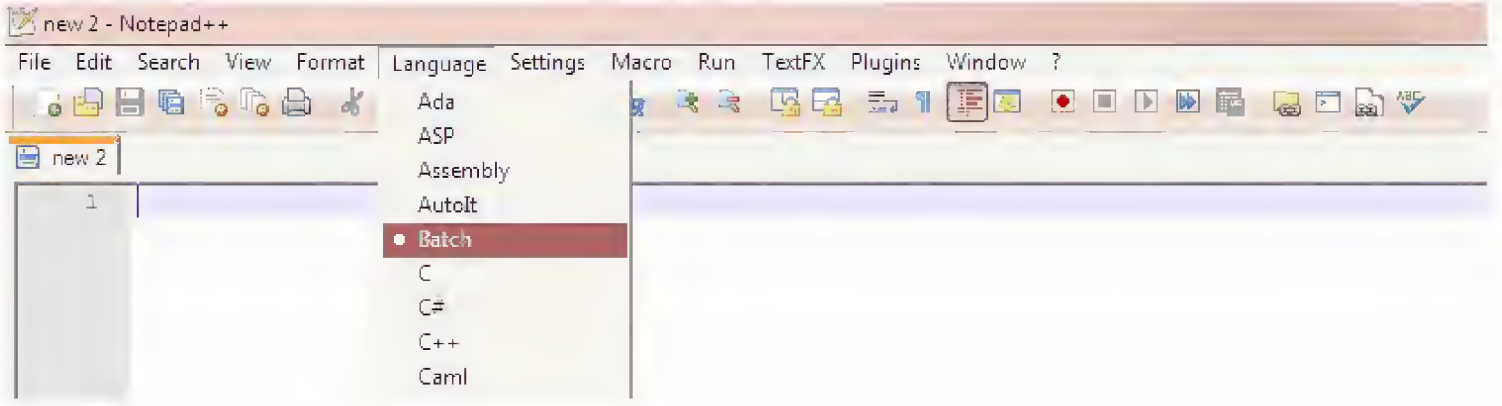 new 2 - Notepad++
File Edit Search View Format Language Settings Macro Run TextFX Plugins Window ?
ABC
new 2
1
Ada
ASP
Assembly
AutoIt
Batch
C
C#
C++
Caml